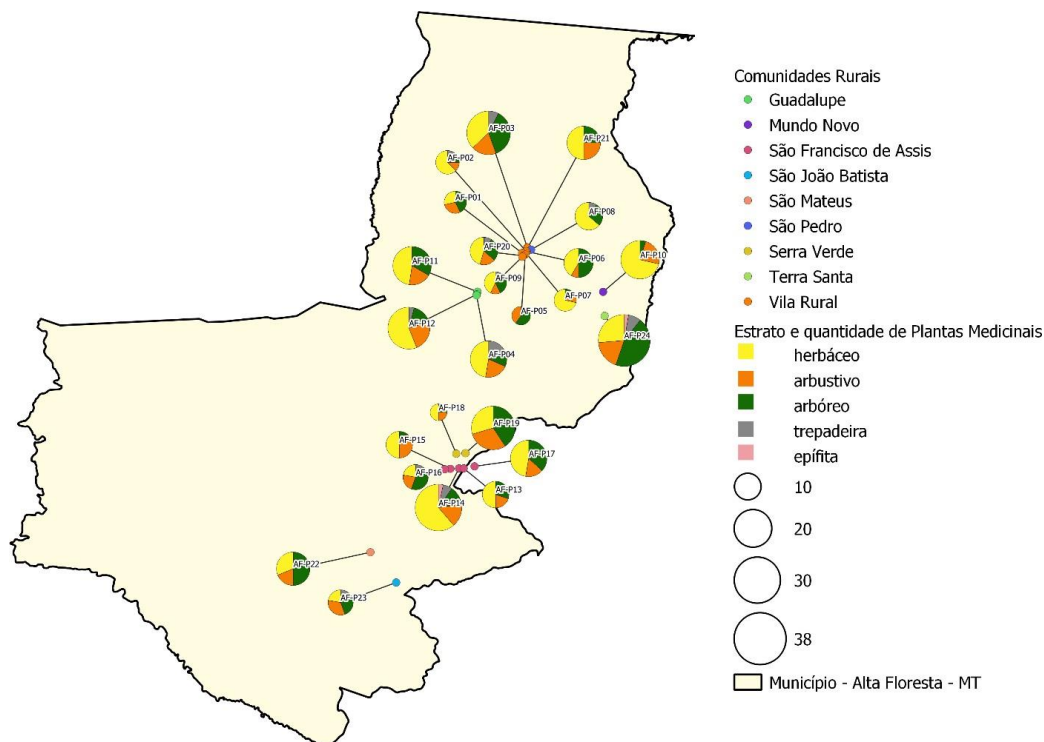 AF-P03
AF-P21
AF-P02
AF-P01
AF-P08
AF-P20
AF-P06
AF-P10
AF-P11
AF-P09
AF-P07
AF-P05
AF-P12
AF-P24
AF-P04
AF-P18
AF-P19
AF-P15
AF-P17
AF-P16
AF-P13
AF-P14
AF-P22
AF-P23
Comunidades Rurais
Guadalupe
Mundo Novo
São Francisco de Assis
São João Batista
São Mateus
São Pedro
Serra Verde
Terra Santa
Vila Rural
Estrato e quantidade de Plantas Medicinais
herbáceo
arbustivo
arbóreo
trepadeira
epífita
10
20
30
38
Município - Alta Floresta - MT